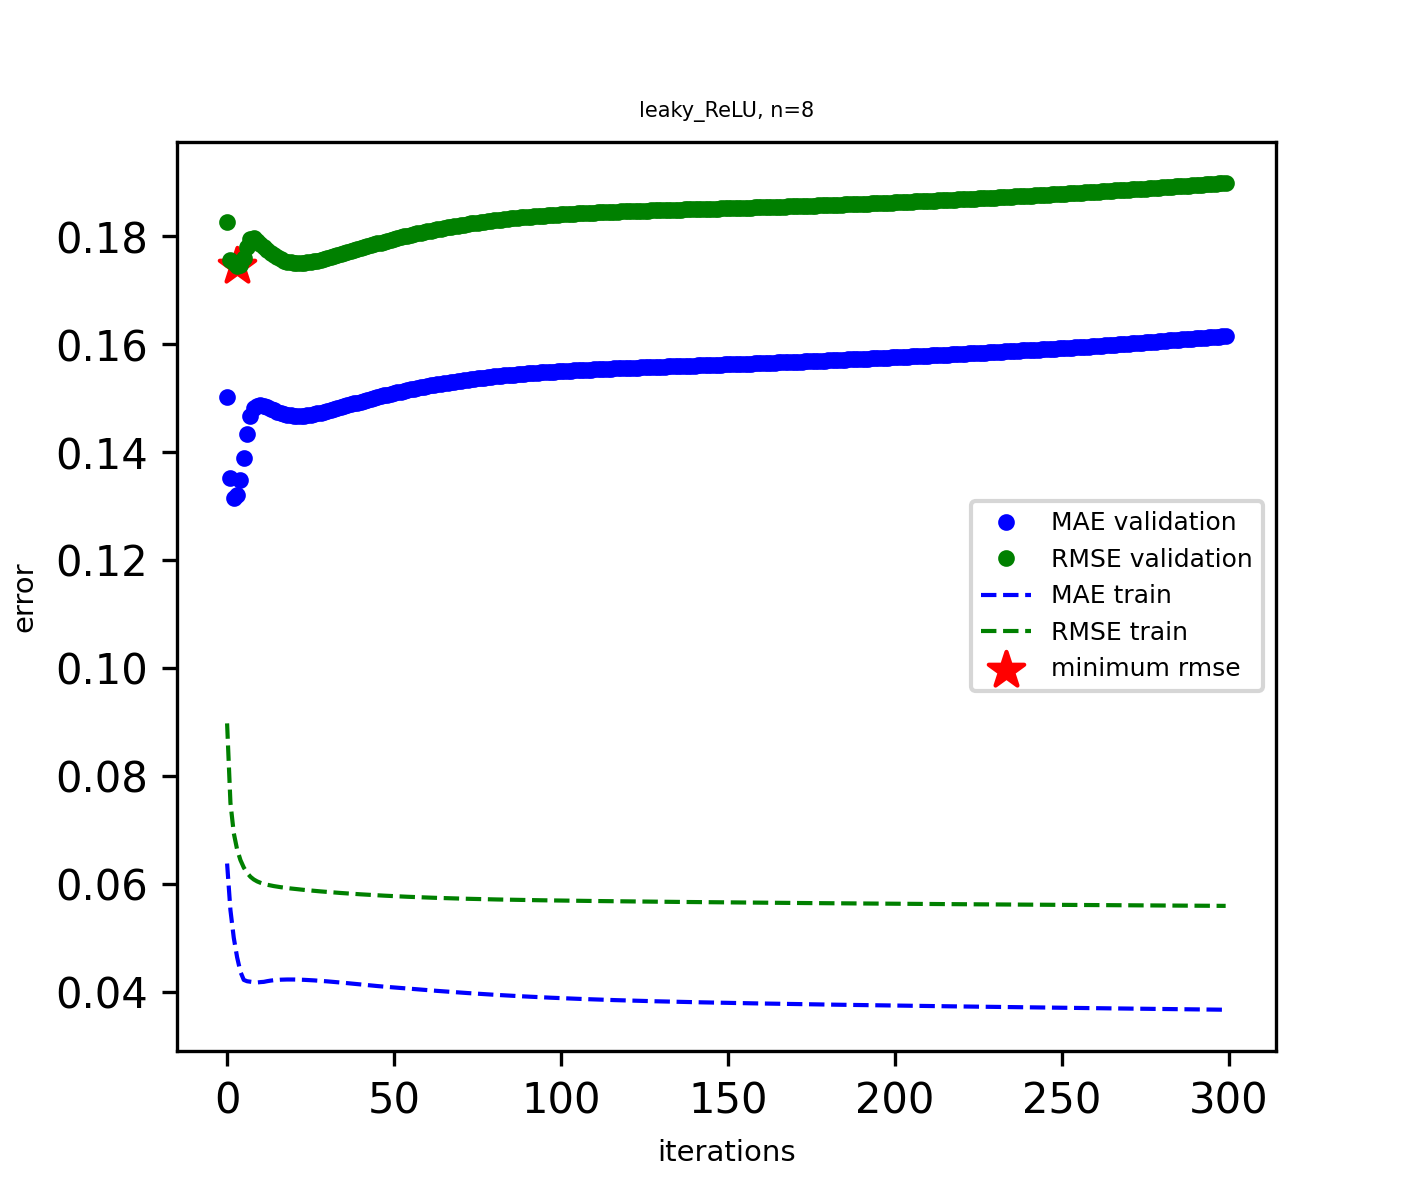 leaky_ReLU, n=8
0.18
0.16
0.14
0.12
0.10
0.08
0.06
0.04
error
MAE validation
RMSE validation
MAE train
RMSE train
minimum rmse
0 50 100 150 200 250 300
iterations